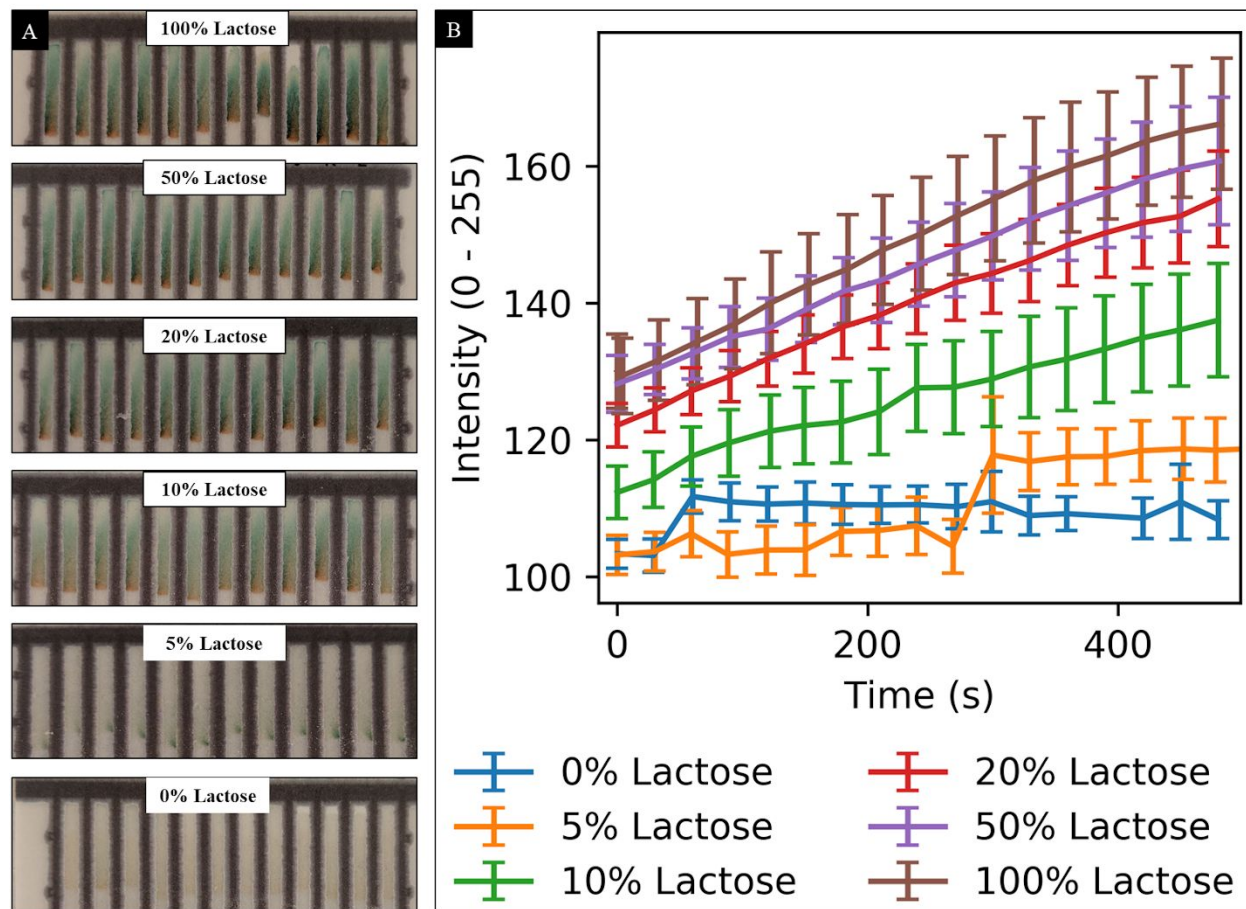 A
100% Lactose
50% Lactose
20% Lactose
10% Lactose
5% Lactose
0% Lactose
B
Intensity (0 - 255)
160
140
120
100
0
200
400
Time (s)
0% Lactose
5% Lactose
10% Lactose
20% Lactose
50% Lactose
100% Lactose